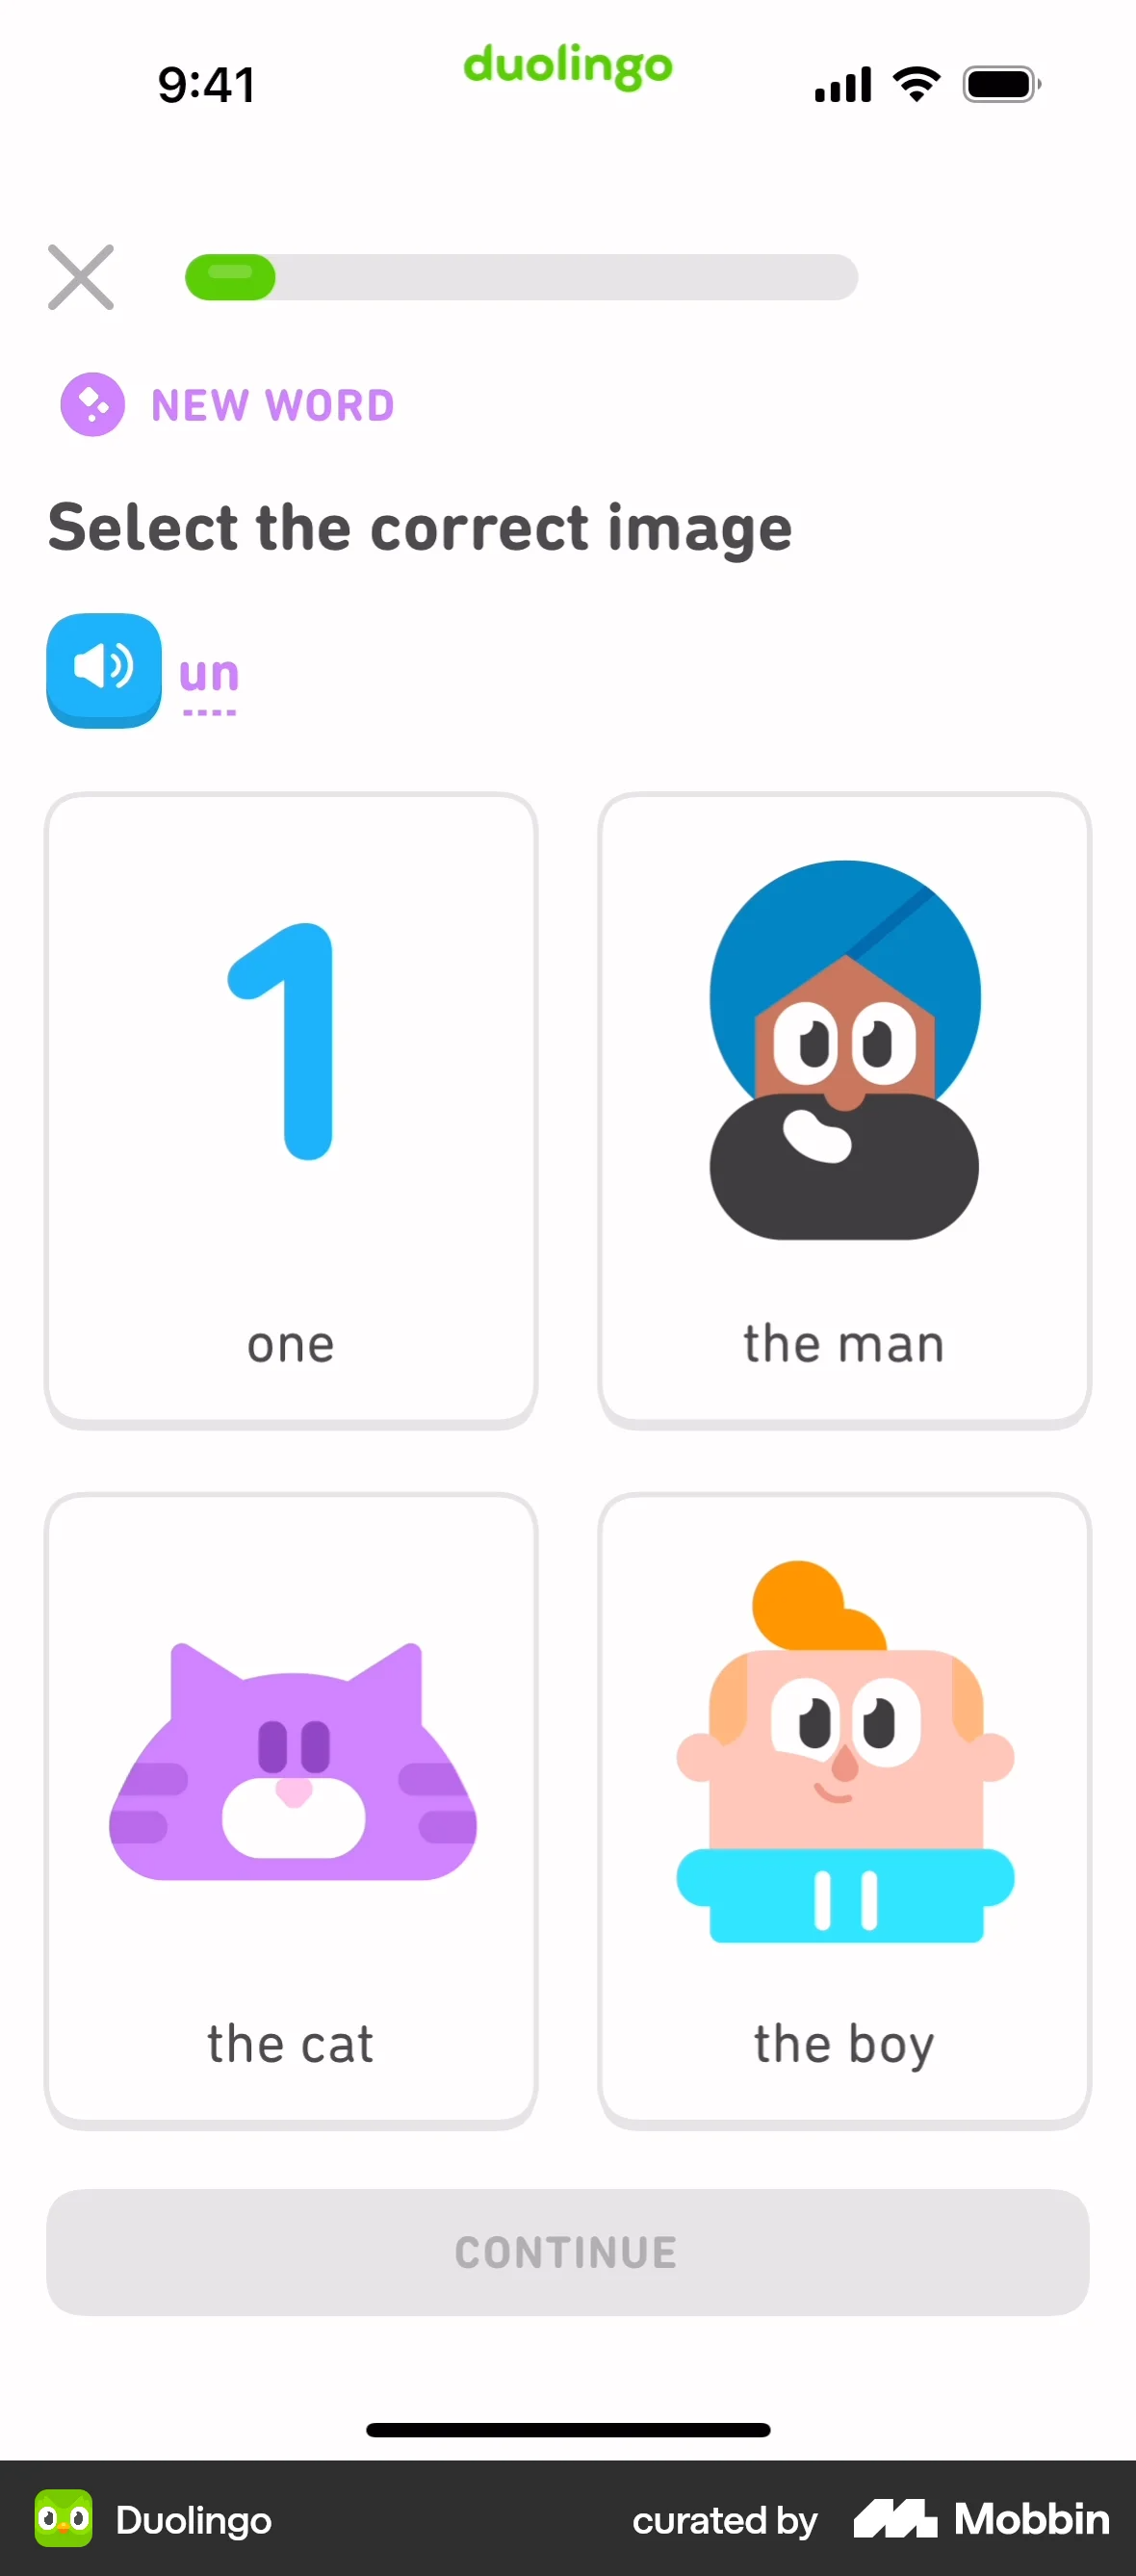 9:41
duolingo
NEW WORD
Select the correct image
un
1
one
the man
the cat
the boy
CONTINUE
Duolingo
curated by Mobbin